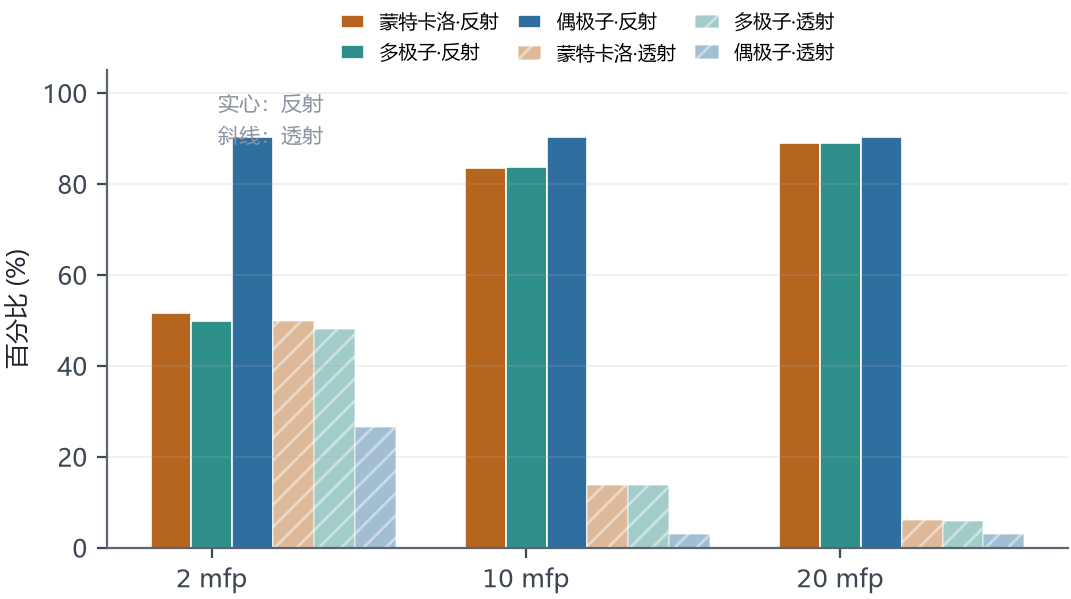 蒙特卡洛·反射 偶极子·反射 多极子·透射
多极子·反射 蒙特卡洛·透射 偶极子·透射
实心：反射
斜线：透射
百分比 (%)
100
80
60
40
20
0
2 mfp 10 mfp 20 mfp